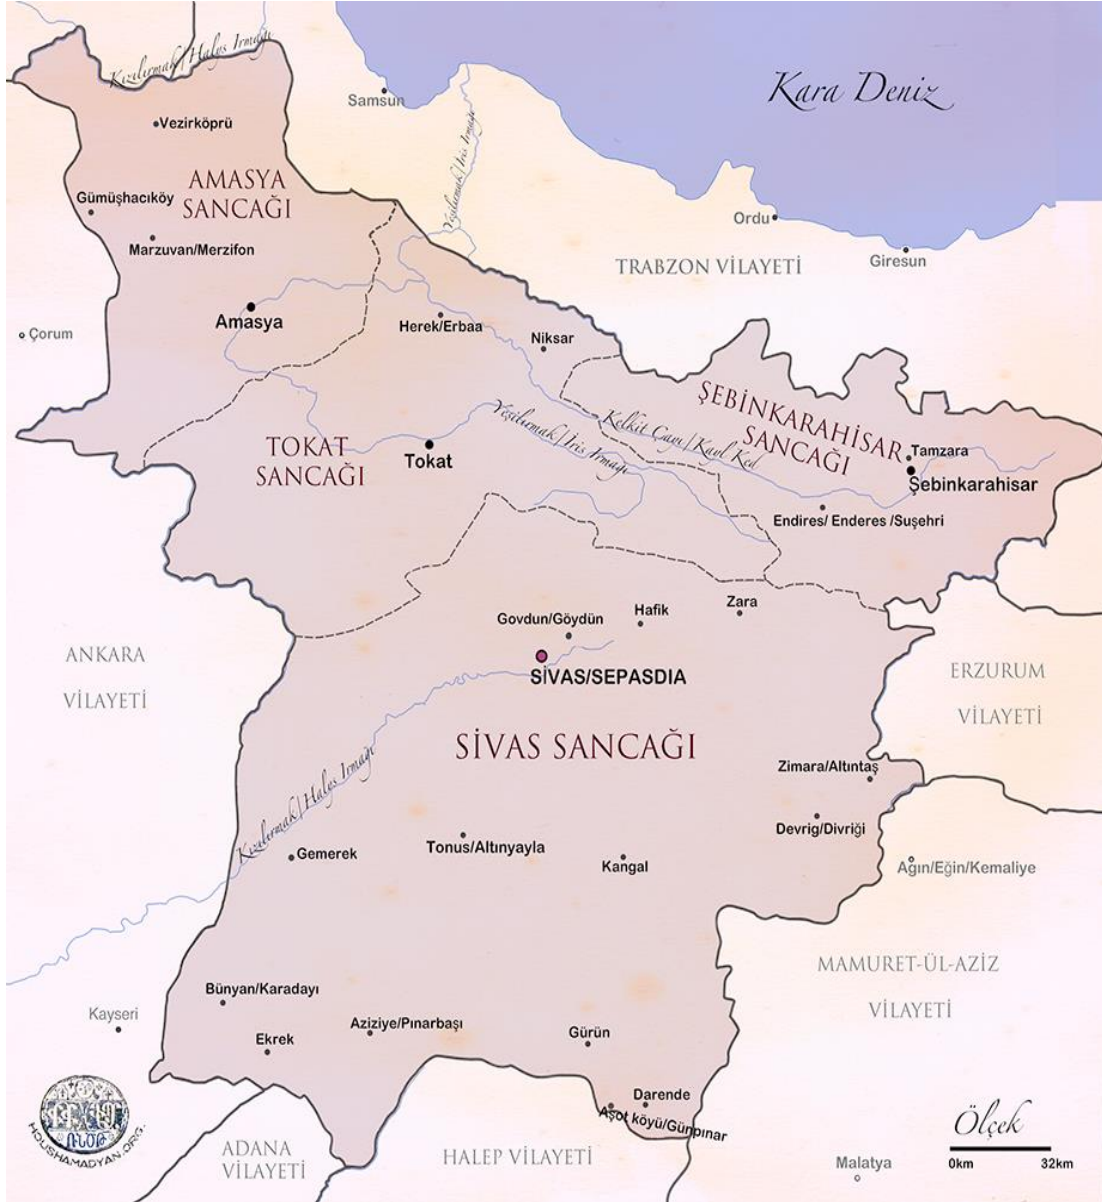 Kızılırmak | Halys Irmağı
Samsun
Kara Deniz
Vezirköprü
Yeşilırmak | Iris Irmağı
AMASYA
SANCAĞI
Gümüşhacıköy
Marzuvan/Merzifon
Ordu
Giresun
TRABZON VİLAYETİ
Amasya
Herek/Erbaa
Çorum
Niksar
ŞEBİNKARAHİSAR
SANCAĞI
Yeşilırmak | Iris Irmağı
Kelkit Çayı | Kayl Ked
TOKAT
SANCAĞI
Tokat
Tamzara
Şebinkarahisar
Endires/ Enderes /Suşehri
Govdun/Göydün
Hafik
Zara
ANKARA
VİLAYETİ
SİVAS/SEPASDIA
ERZURUM
VİLAYETİ
SİVAS SANCAĞI
Zimara/Altıntaş
Kızılırmak | Halys Irmağı
Devrig/Divriği
Gemerek
Tonus/Altınyayla
Kangal
Ağın/Eğin/Kemaliye
MAMURET-ÜL-AZİZ
VİLAYETİ
Bünyan/Karadayı
Kayseri
Aziziye/Pınarbaşı
Ekrek
Gürün
Darende
Aşot köyü/Günpınar
HOUSHAMADYAN.ORG.
ADANA
VİLAYETİ
HALEP VİLAYETİ
Malatya
Ölçek
0km 32km